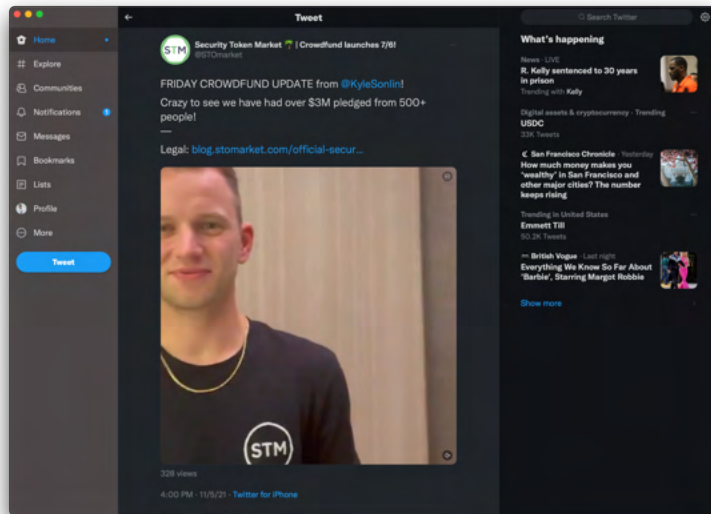 Tweet
Search Twitter
Home
Explore
Communities
Notifications
1
Messages
Bookmarks
Lists
Profile
More
Tweet
STM
Security Token Market 🌴 | Crowdfund launches 7/6!
@STOmarket
FRIDAY CROWDFUND UPDATE from @KyleSonlin!
Crazy to see we have had over $3M pledged from 500+
people!
—
Legal: blog.stomarket.com/official-secur...
STM
328 views
4:00 PM · 11/5/21 · Twitter for iPhone
What's happening
News · LIVE
R. Kelly sentenced to 30 years
in prison
Trending with Kelly
Digital assets & cryptocurrency · Trending
USDC
33K Tweets
San Francisco Chronicle · Yesterday
How much money makes you
'wealthy' in San Francisco and
other major cities? The number
keeps rising
Trending in United States
Emmett Till
50.2K Tweets
British Vogue · Last night
Everything We Know So Far About
'Barbie', Starring Margot Robbie
Show more